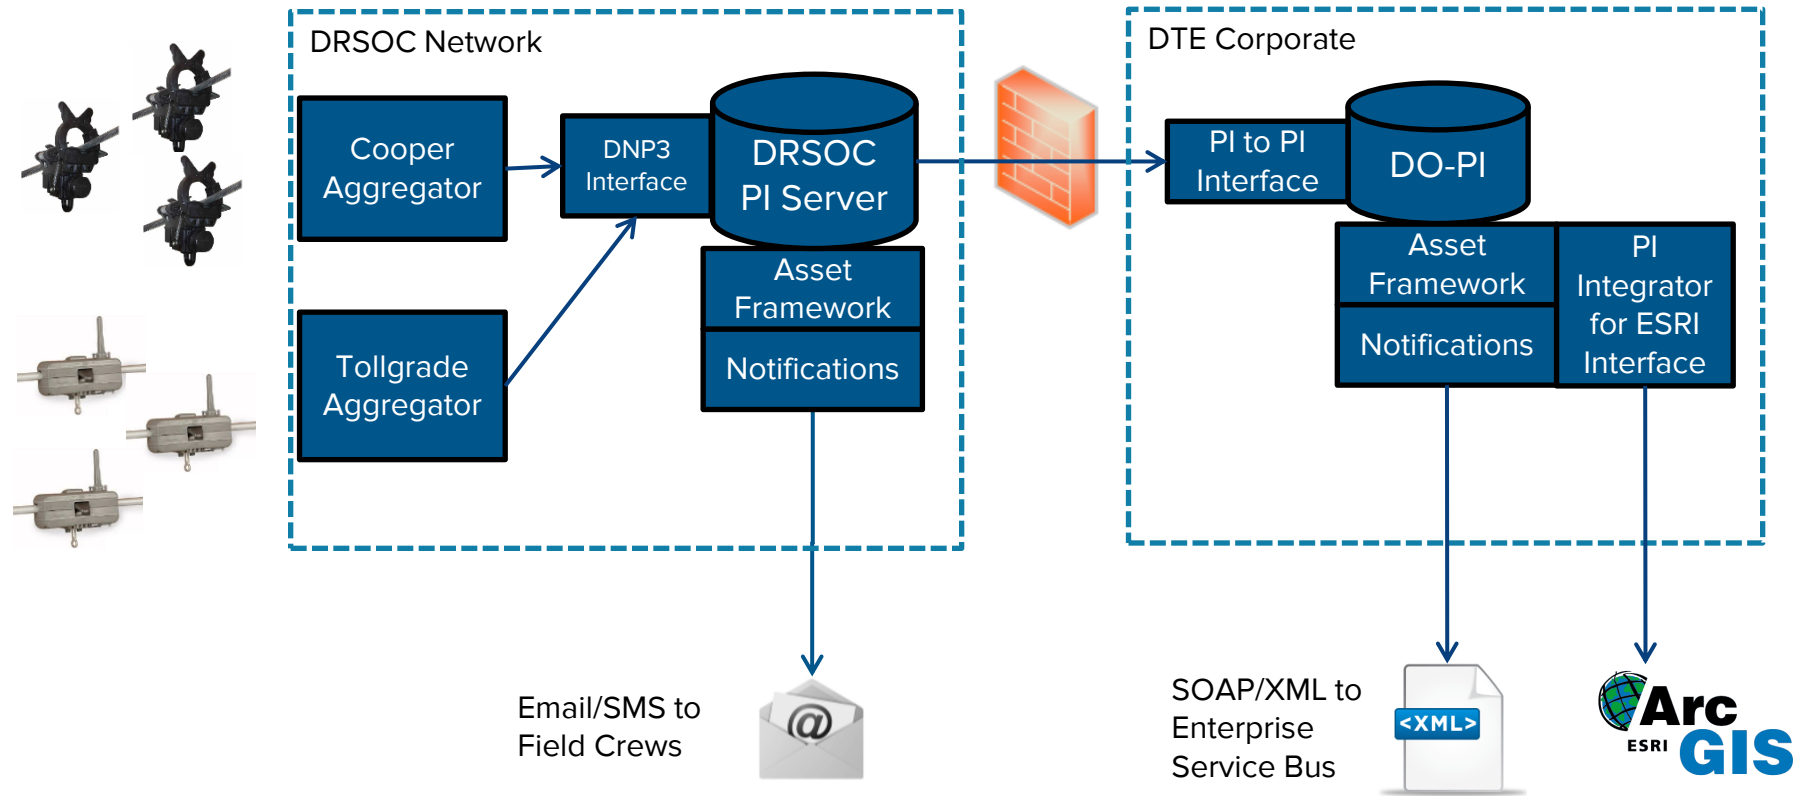 DRSOC Network
Cooper
Aggregator
DNP3
Interface
DRSOC
PI Server
Asset
Framework
Notifications
Tollgrade
Aggregator
Email/SMS to
Field Crews
@
DTE Corporate
PI to PI
Interface
DO-PI
Asset
Framework
Notifications
PI
Integrator
for ESRI
Interface
SOAP/XML to
Enterprise
Service Bus
<XML>
Arc
ESRI
GIS